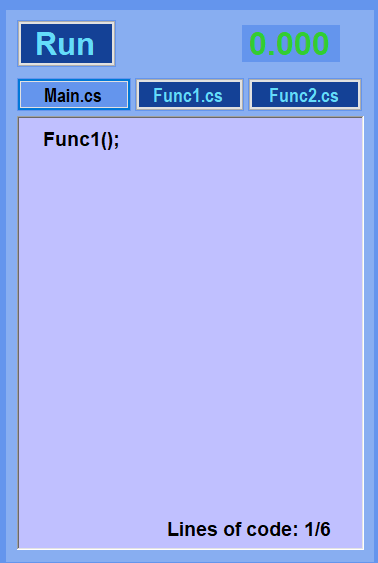 Run 0.000
Main.cs Func1.cs Func2.cs
Func1();
Lines of code: 1/6